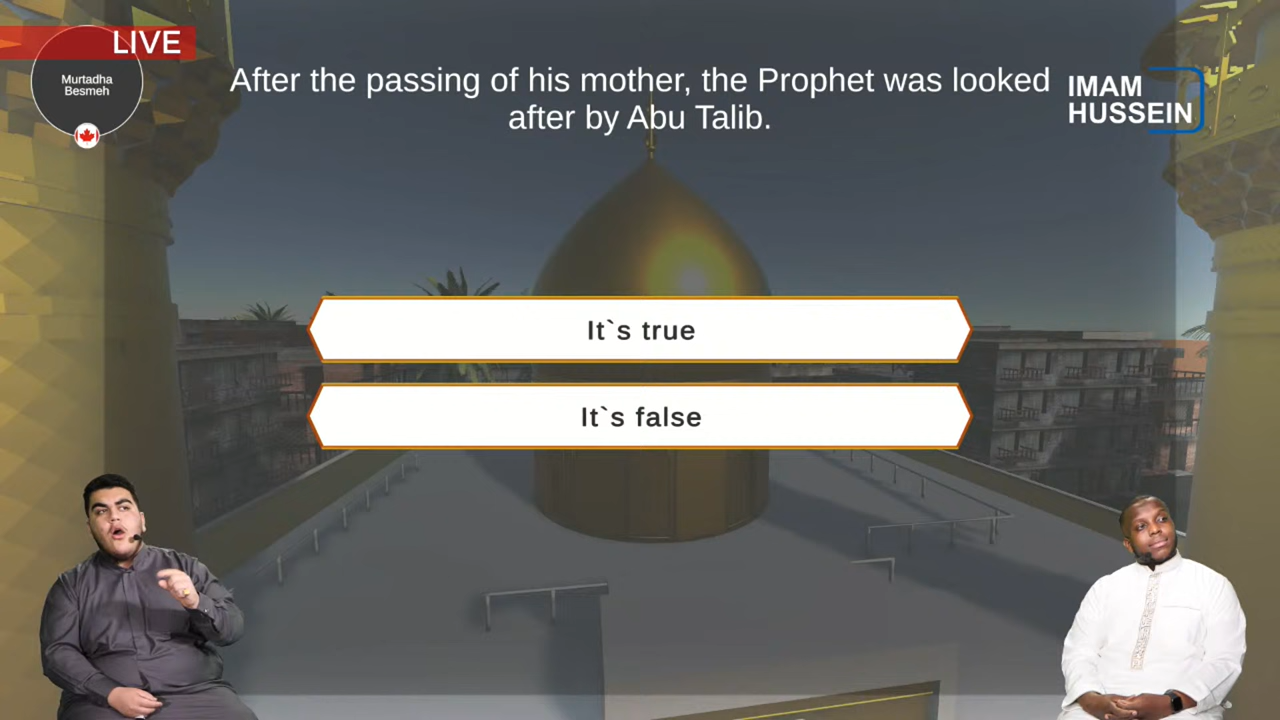 LIVE
Murtadha
Besmeh
After the passing of his mother, the Prophet was looked
after by Abu Talib.
IMAM
HUSSEIN
It`s true
It`s false